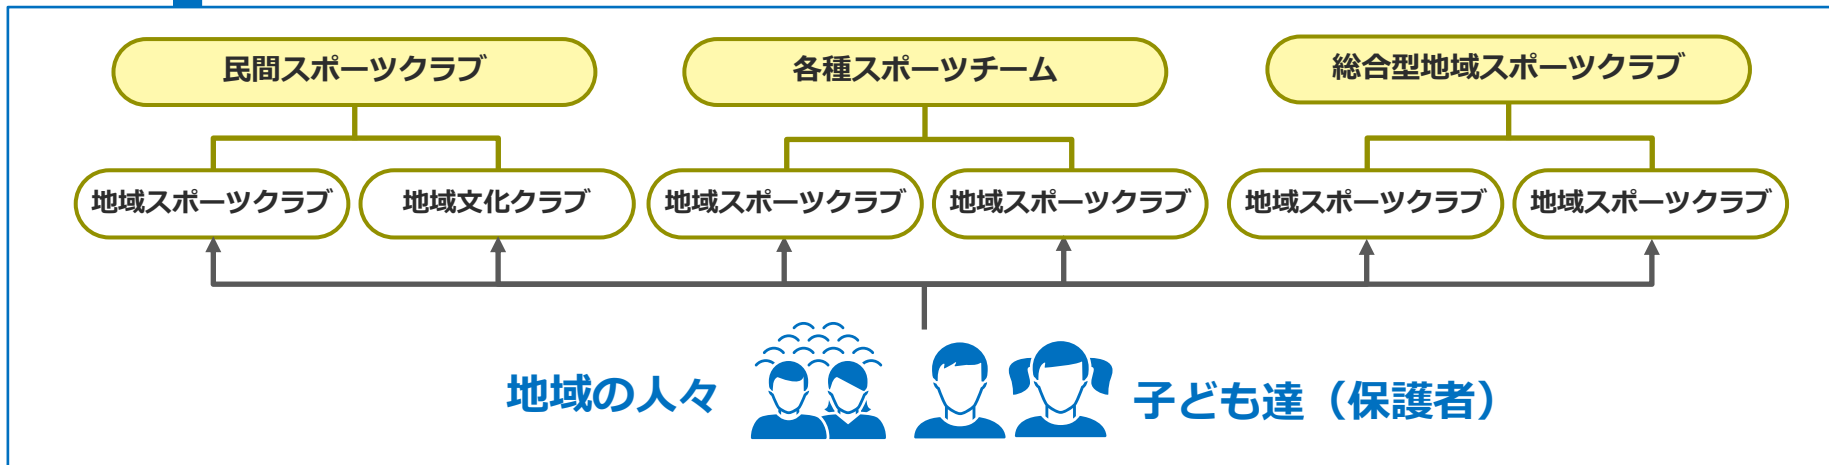 民間スポーツクラブ
各種スポーツチーム
総合型地域スポーツクラブ
地域スポーツクラブ
地域文化クラブ
地域スポーツクラブ
地域スポーツクラブ
地域スポーツクラブ
地域スポーツクラブ
地域の人々
子ども達（保護者）